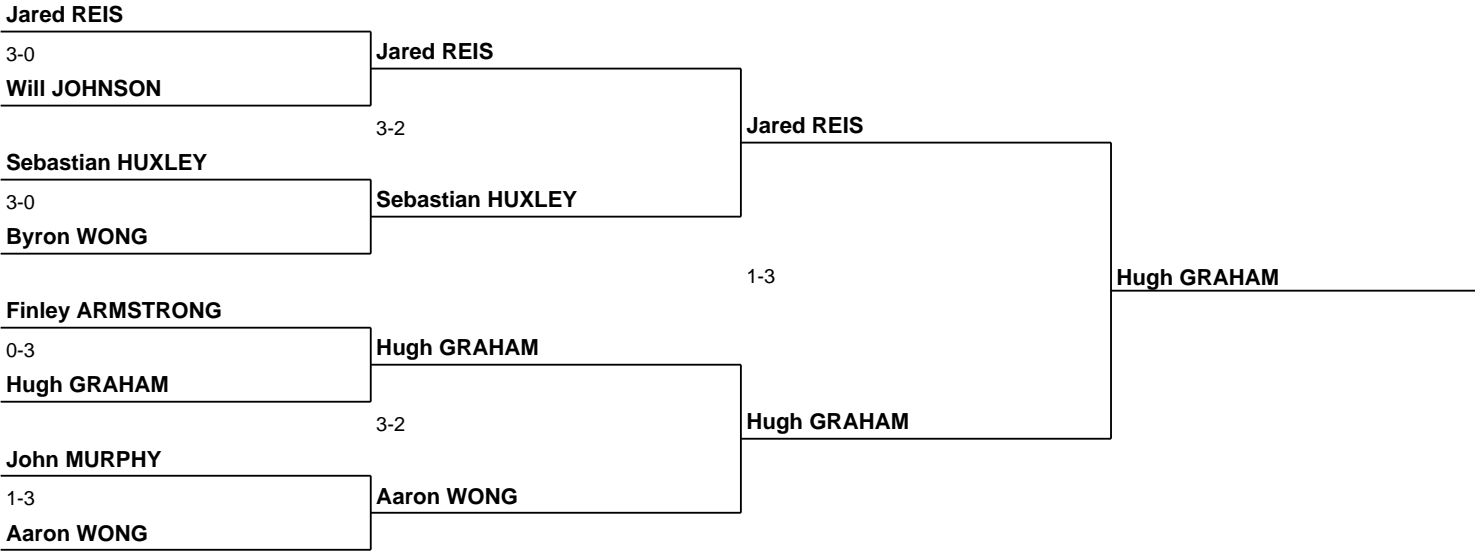 Jared REIS
3-0
Will JOHNSON
Sebastian HUXLEY
3-0
Byron WONG
Finley ARMSTRONG
0-3
Hugh GRAHAM
John MURPHY
1-3
Aaron WONG
Jared REIS
3-2
Sebastian HUXLEY
Hugh GRAHAM
3-2
Aaron WONG
Jared REIS
1-3
Hugh GRAHAM
Hugh GRAHAM